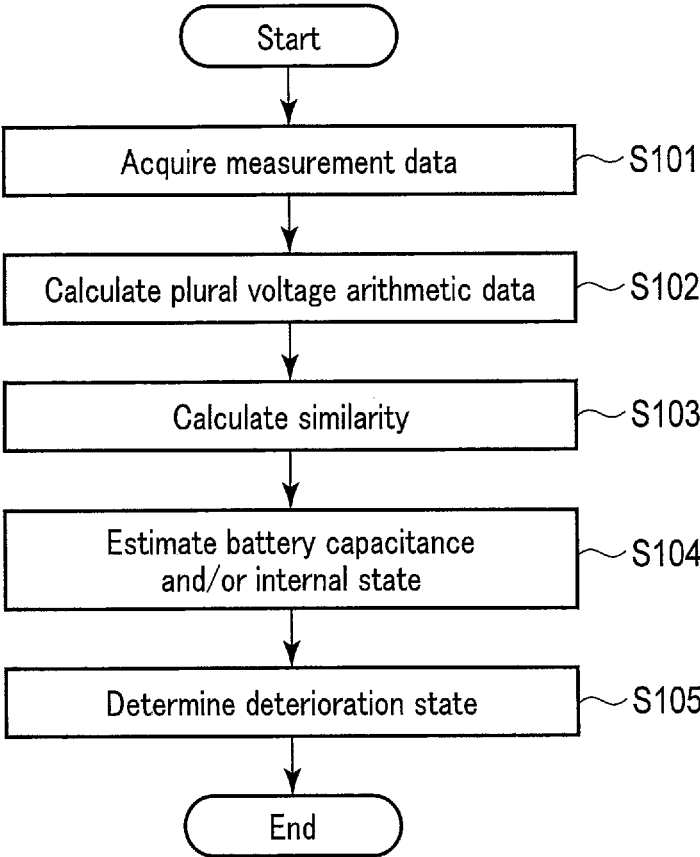 Start
Acquire measurement data
S101
Calculate plural voltage arithmetic data
S102
Calculate similarity
S103
Estimate battery capacitance
and/or internal state
S104
Determine deterioration state
S105
End